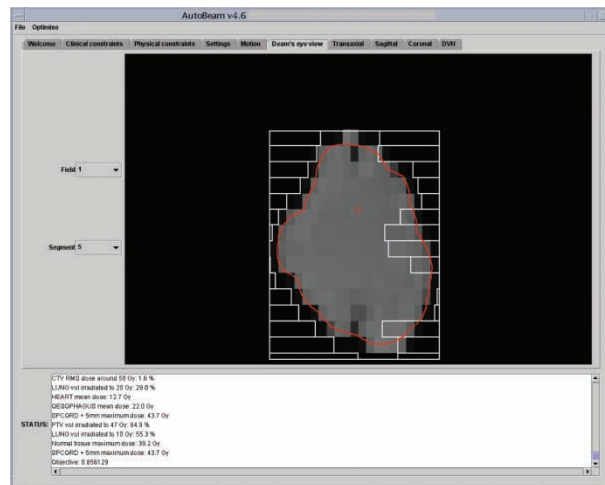 AutoBeam v4.6
File Optimise
Welcome Clinical constraints Physical constraints Settings Motion Beam's eye view Transaxial Sagittal Coronal DVH
Field 1
Segment 5
CTV RMS dose around 58 Gy: 1.6 %
LUNG vol irradiated to 20 Gy: 29.0 %
HEART mean dose: 12.7 Gy
OESOPHAGUS mean dose: 22.0 Gy
SPCORD + 5mm maximum dose: 43.7 Gy
STATUS: PTV vol irradiated to 47 Gy: 94.9 %
LUNG vol irradiated to 10 Gy: 55.3 %
Normal tissue maximum dose: 39.2 Gy
SPCORD + 5mm maximum dose: 43.7 Gy
Objective: 8.856129